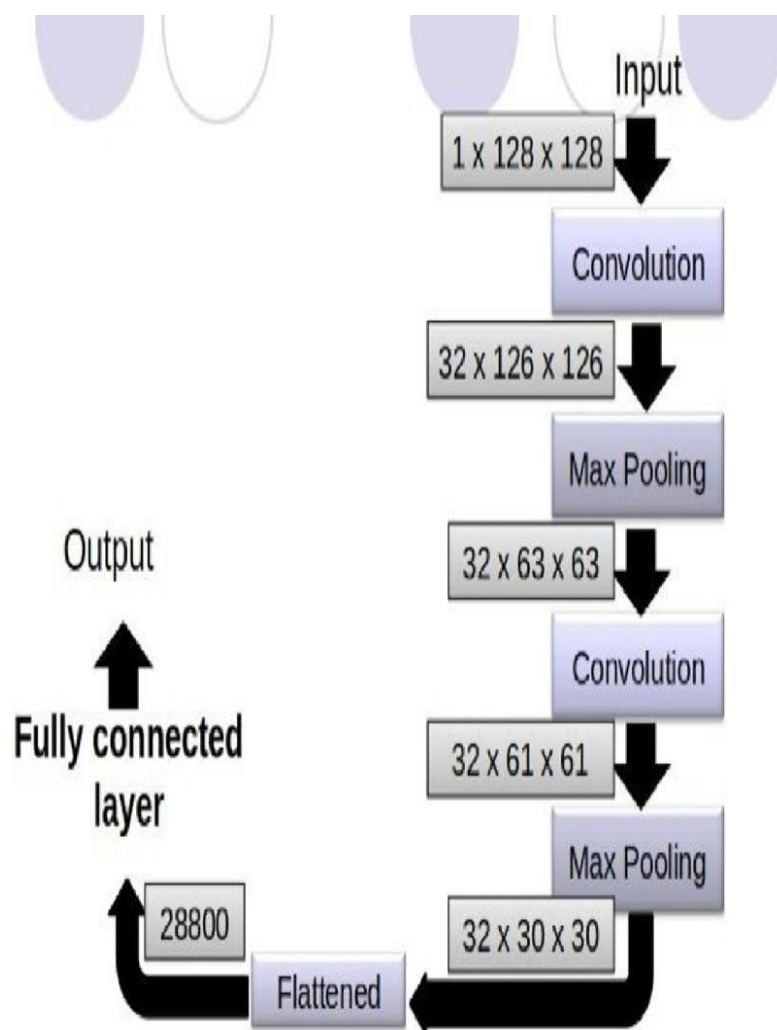 Input
1 x 128 x 128
Convolution
32 x 126 x 126
Max Pooling
32 x 63 x 63
Convolution
32 x 61 x 61
Max Pooling
32 x 30 x 30
Flattened
28800
Fully connected
layer
Output